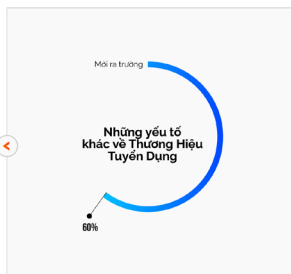 Mới ra trường
Những yếu tố
khác về Thương Hiệu
Tuyển Dụng
60%